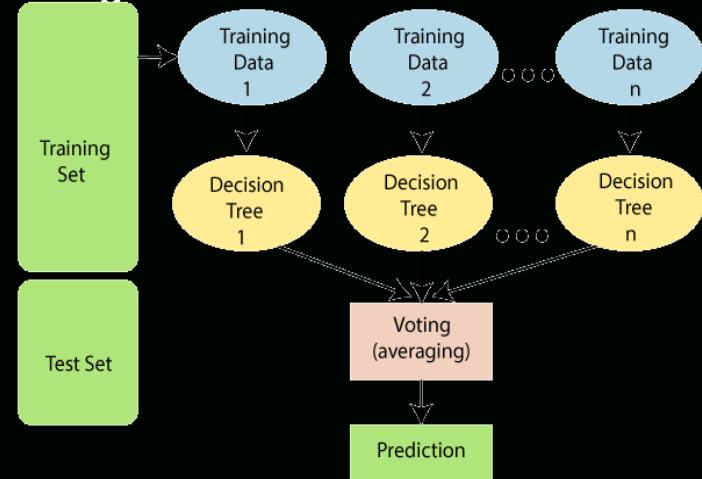 Training
Data
1
Training
Data
2
Training
Data
n
Training
Set
Decision
Tree
1
Decision
Tree
2
Decision
Tree
n
Test Set
Voting
(averaging)
Prediction